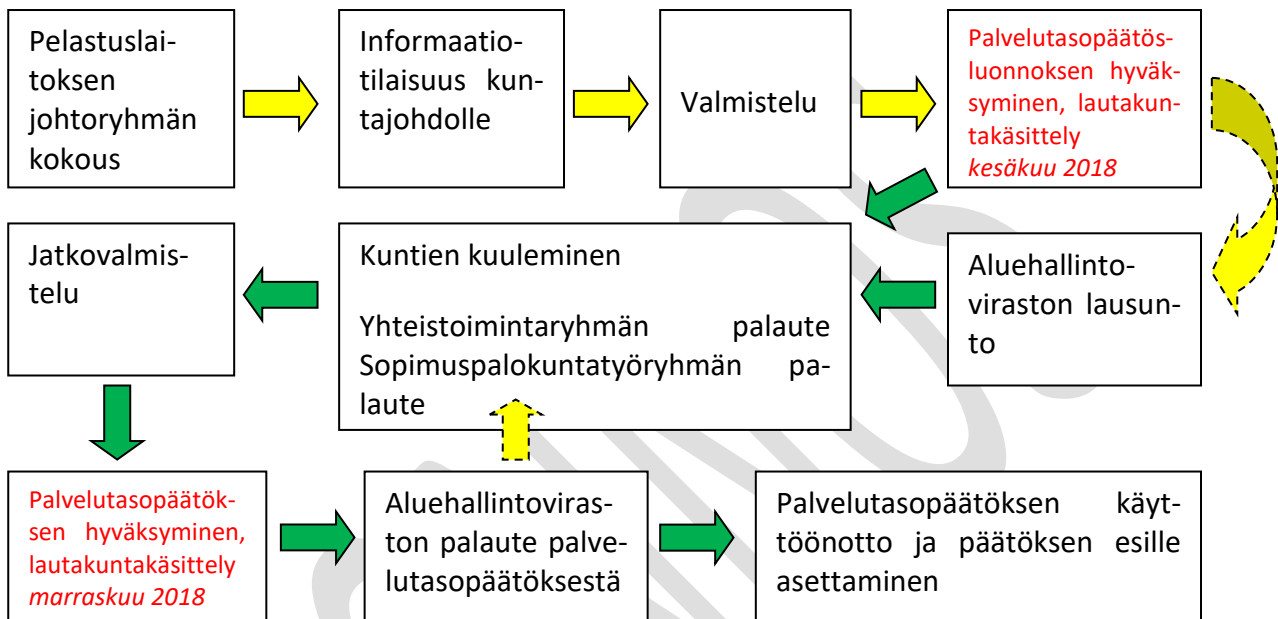 Pelastuslai-
toksen
johtoryhmän
kokous
Informaatio-
tilaisuus kun-
tajohdolle
Valmistelu
Palvelutasopäätös-
luonnoksen hyväk-
syminen, lautakun-
takäsittely
kesäkuu 2018
Jatkovalmis-
telu
Kuntien kuuleminen
Yhteistoimintaryhmän palaute
Sopimuspalokuntatyöryhmän pa-
laute
Aluehallinto-
viraston lausun-
to
Palvelutasopäätök-
sen hyväksyminen,
lautakuntakäsittely
marraskuu 2018
Aluehallintoviras-
ton palaute palve-
lutasopäätöksestä
Palvelutasopäätöksen käyt-
töönotto ja päätöksen esille
asettaminen